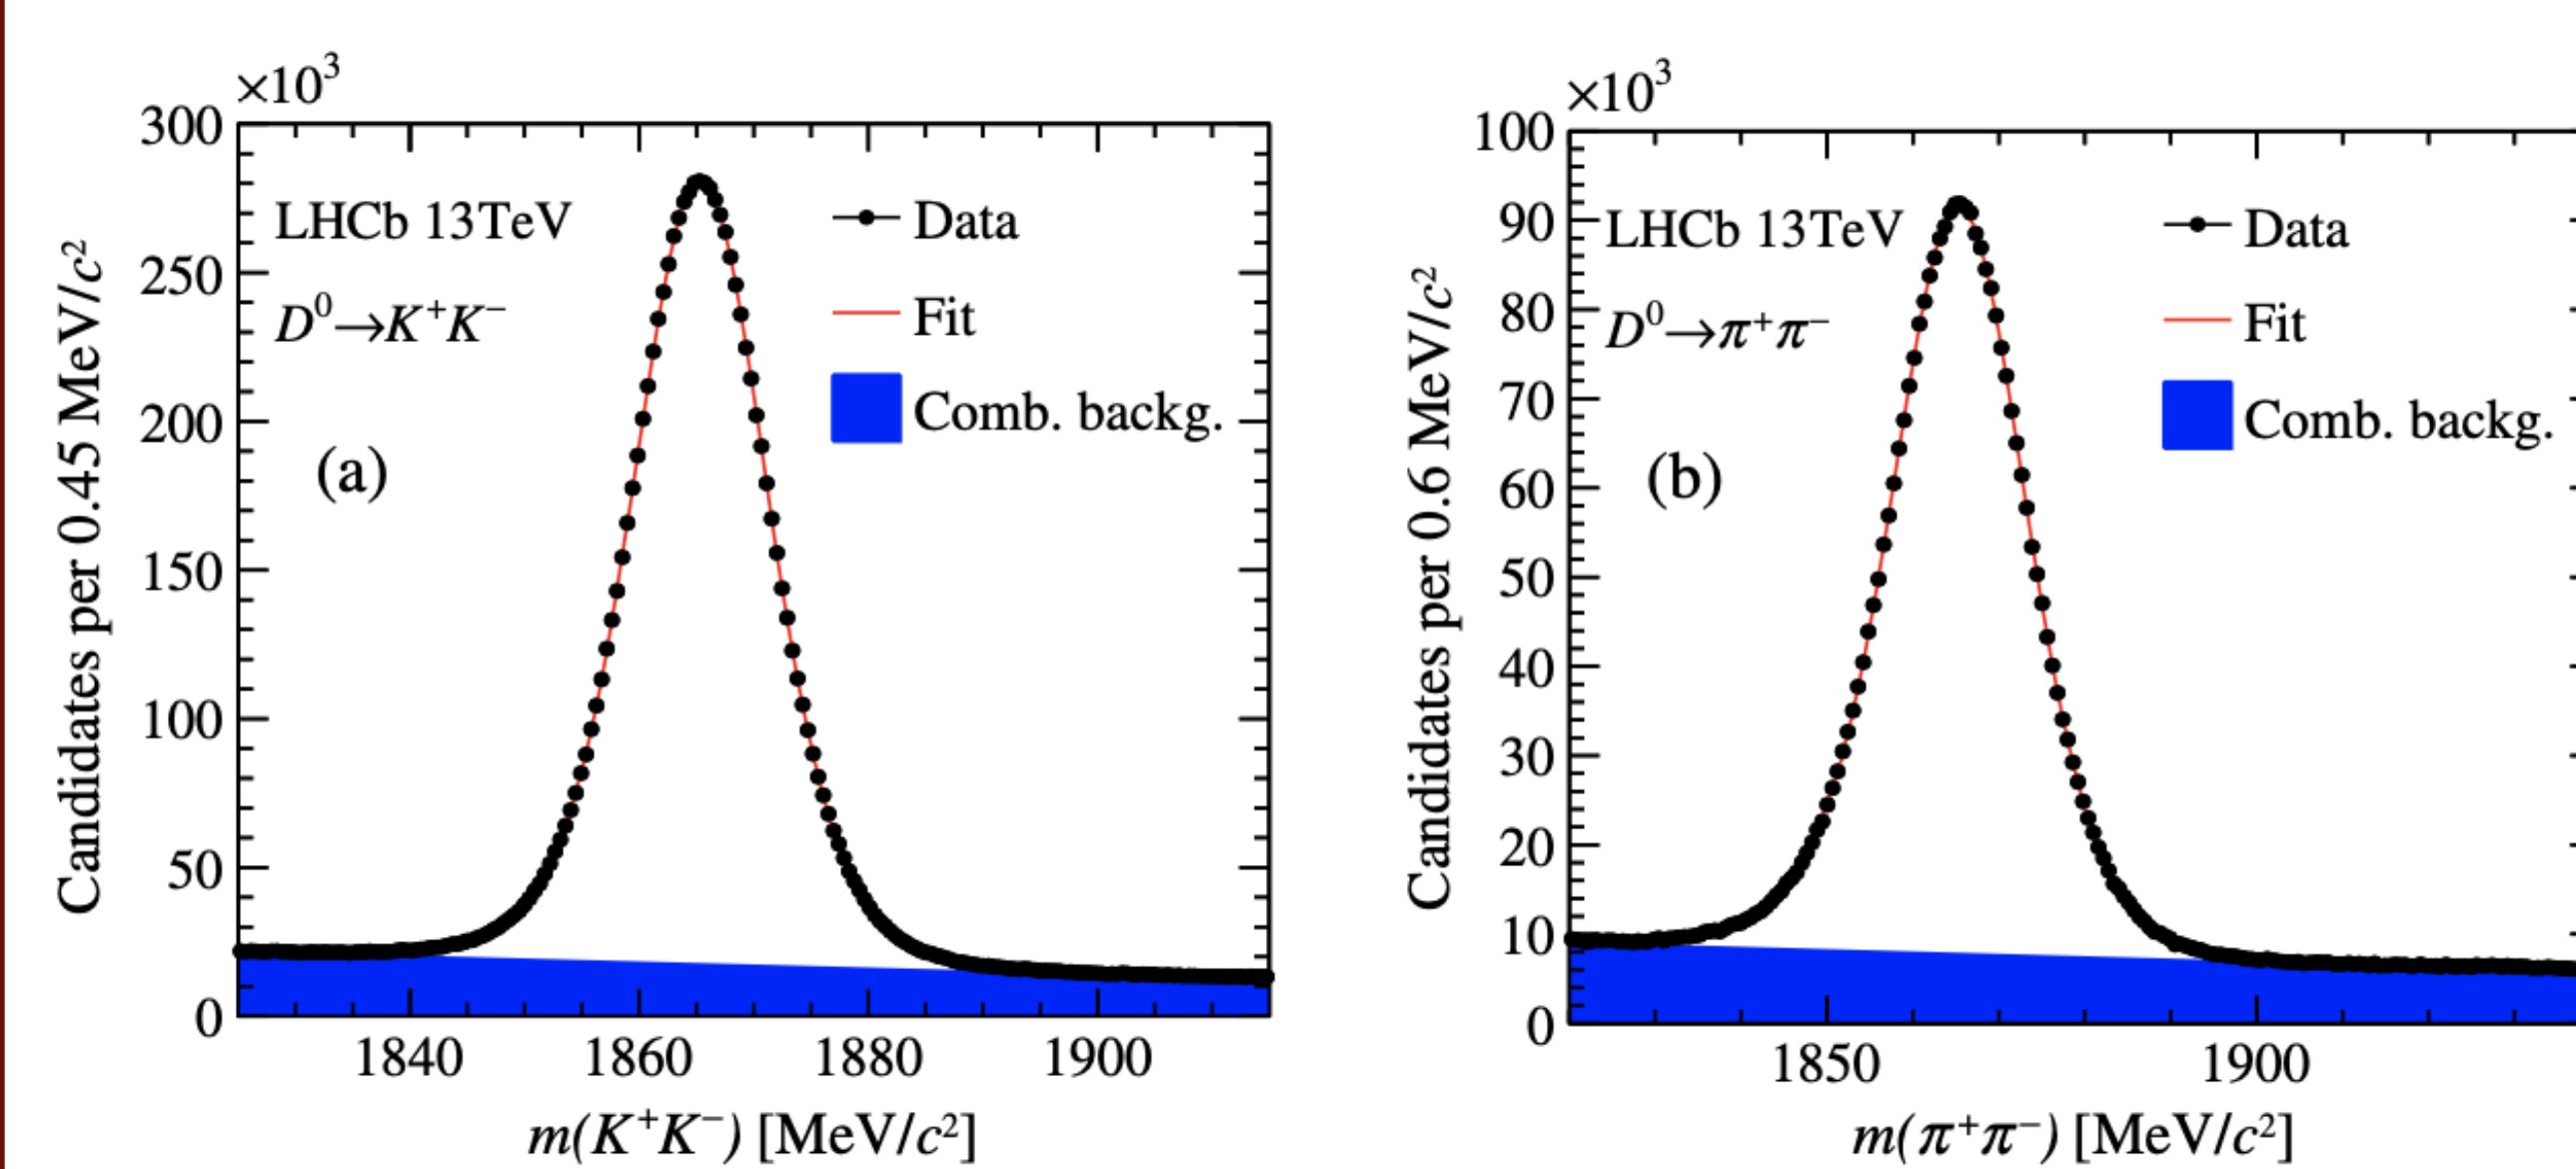 ×10³
300
250
200
150
100
50
0
Candidates per 0.45 MeV/c²
LHCb 13TeV
D⁰→K⁺K⁻
(a)
Data
Fit
Comb. backg.
1840 1860 1880 1900
m(K⁺K⁻) [MeV/c²]
×10³
100
90
80
70
60
50
40
30
20
10
0
Candidates per 0.6 MeV/c²
LHCb 13TeV
D⁰→π⁺π⁻
(b)
Data
Fit
Comb. backg.
1850 1900
m(π⁺π⁻) [MeV/c²]